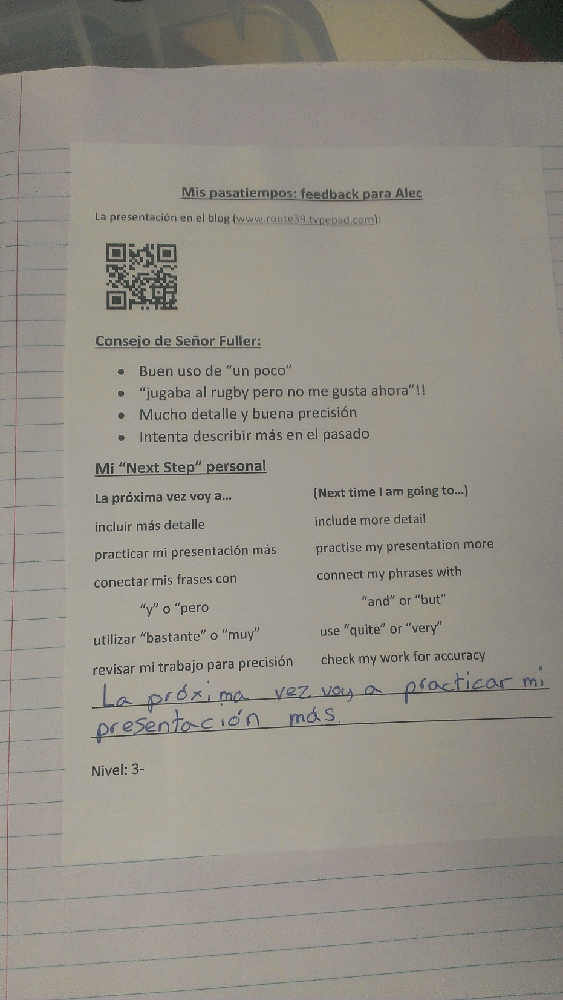 Mis pasatiempos: feedback para Alec
La presentación en el blog (www.route39.typepad.com):
Consejo de Señor Fuller:
• Buen uso de “un poco”
• “jugaba al rugby pero no me gusta ahora”!!
• Mucho detalle y buena precisión
• Intenta describir más en el pasado
Mi “Next Step” personal
La próxima vez voy a... (Next time I am going to...)
incluir más detalle include more detail
practicar mi presentación más practise my presentation more
conectar mis frases con connect my phrases with
“y” o “pero “and” or “but”
utilizar “bastante” o “muy” use “quite” or “very”
revisar mi trabajo para precisión check my work for accuracy
La próxima vez voy a practicar mi
presentación más.
Nivel: 3-